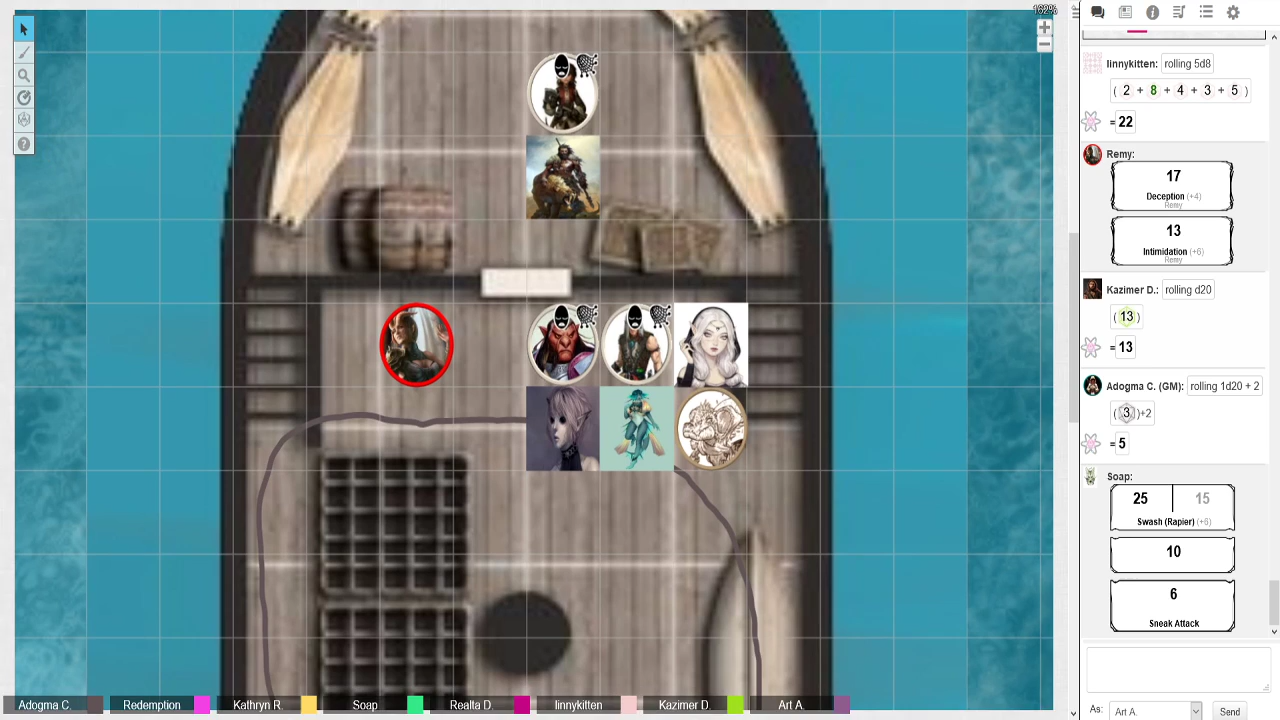 102%
linnykitten: rolling 5d8
( 2 + 8 + 4 + 3 + 5 )
= 22
Remy:
17
Deception (+4)
Remy
13
Intimidation (+6)
Remy
Kazimer D.: rolling d20
( 13 )
= 13
Adogma C. (GM): rolling 1d20 + 2
( 3 )+2
= 5
Soap:
25 15
Swash (Rapier) (+6)
10
6
Sneak Attack
Adogma C. Redemption Kathryn R. Soap Realta D. linnykitten Kazimer D. Art A.
As: Art A. Send